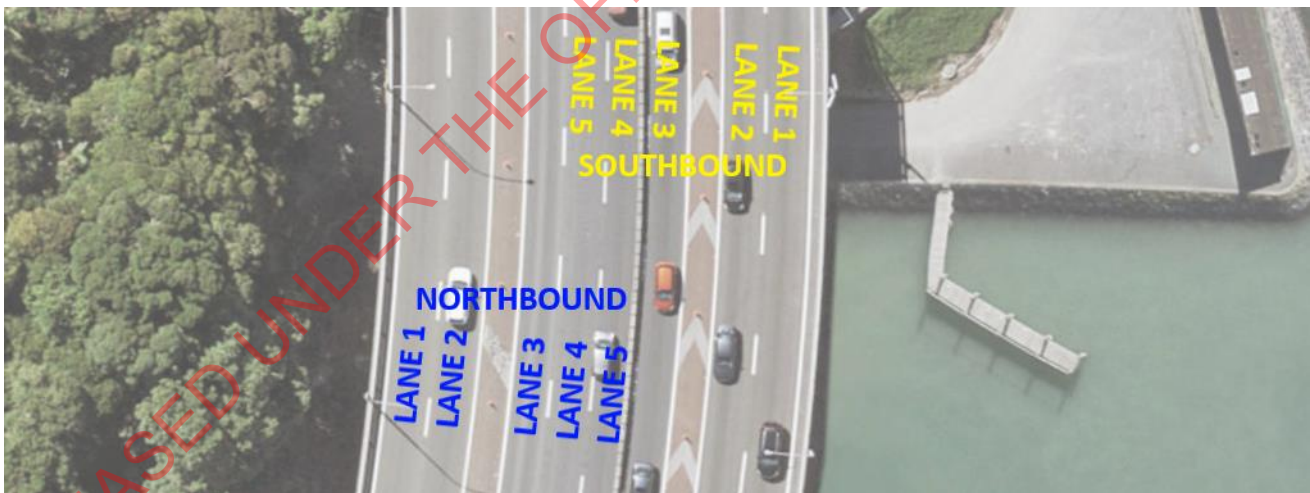 LANE 5
LANE 4
LANE 3
LANE 2
LANE 1
SOUTHBOUND
NORTHBOUND
LANE 1
LANE 2
LANE 3
LANE 4
LANE 5
ASED UNDER THE OF